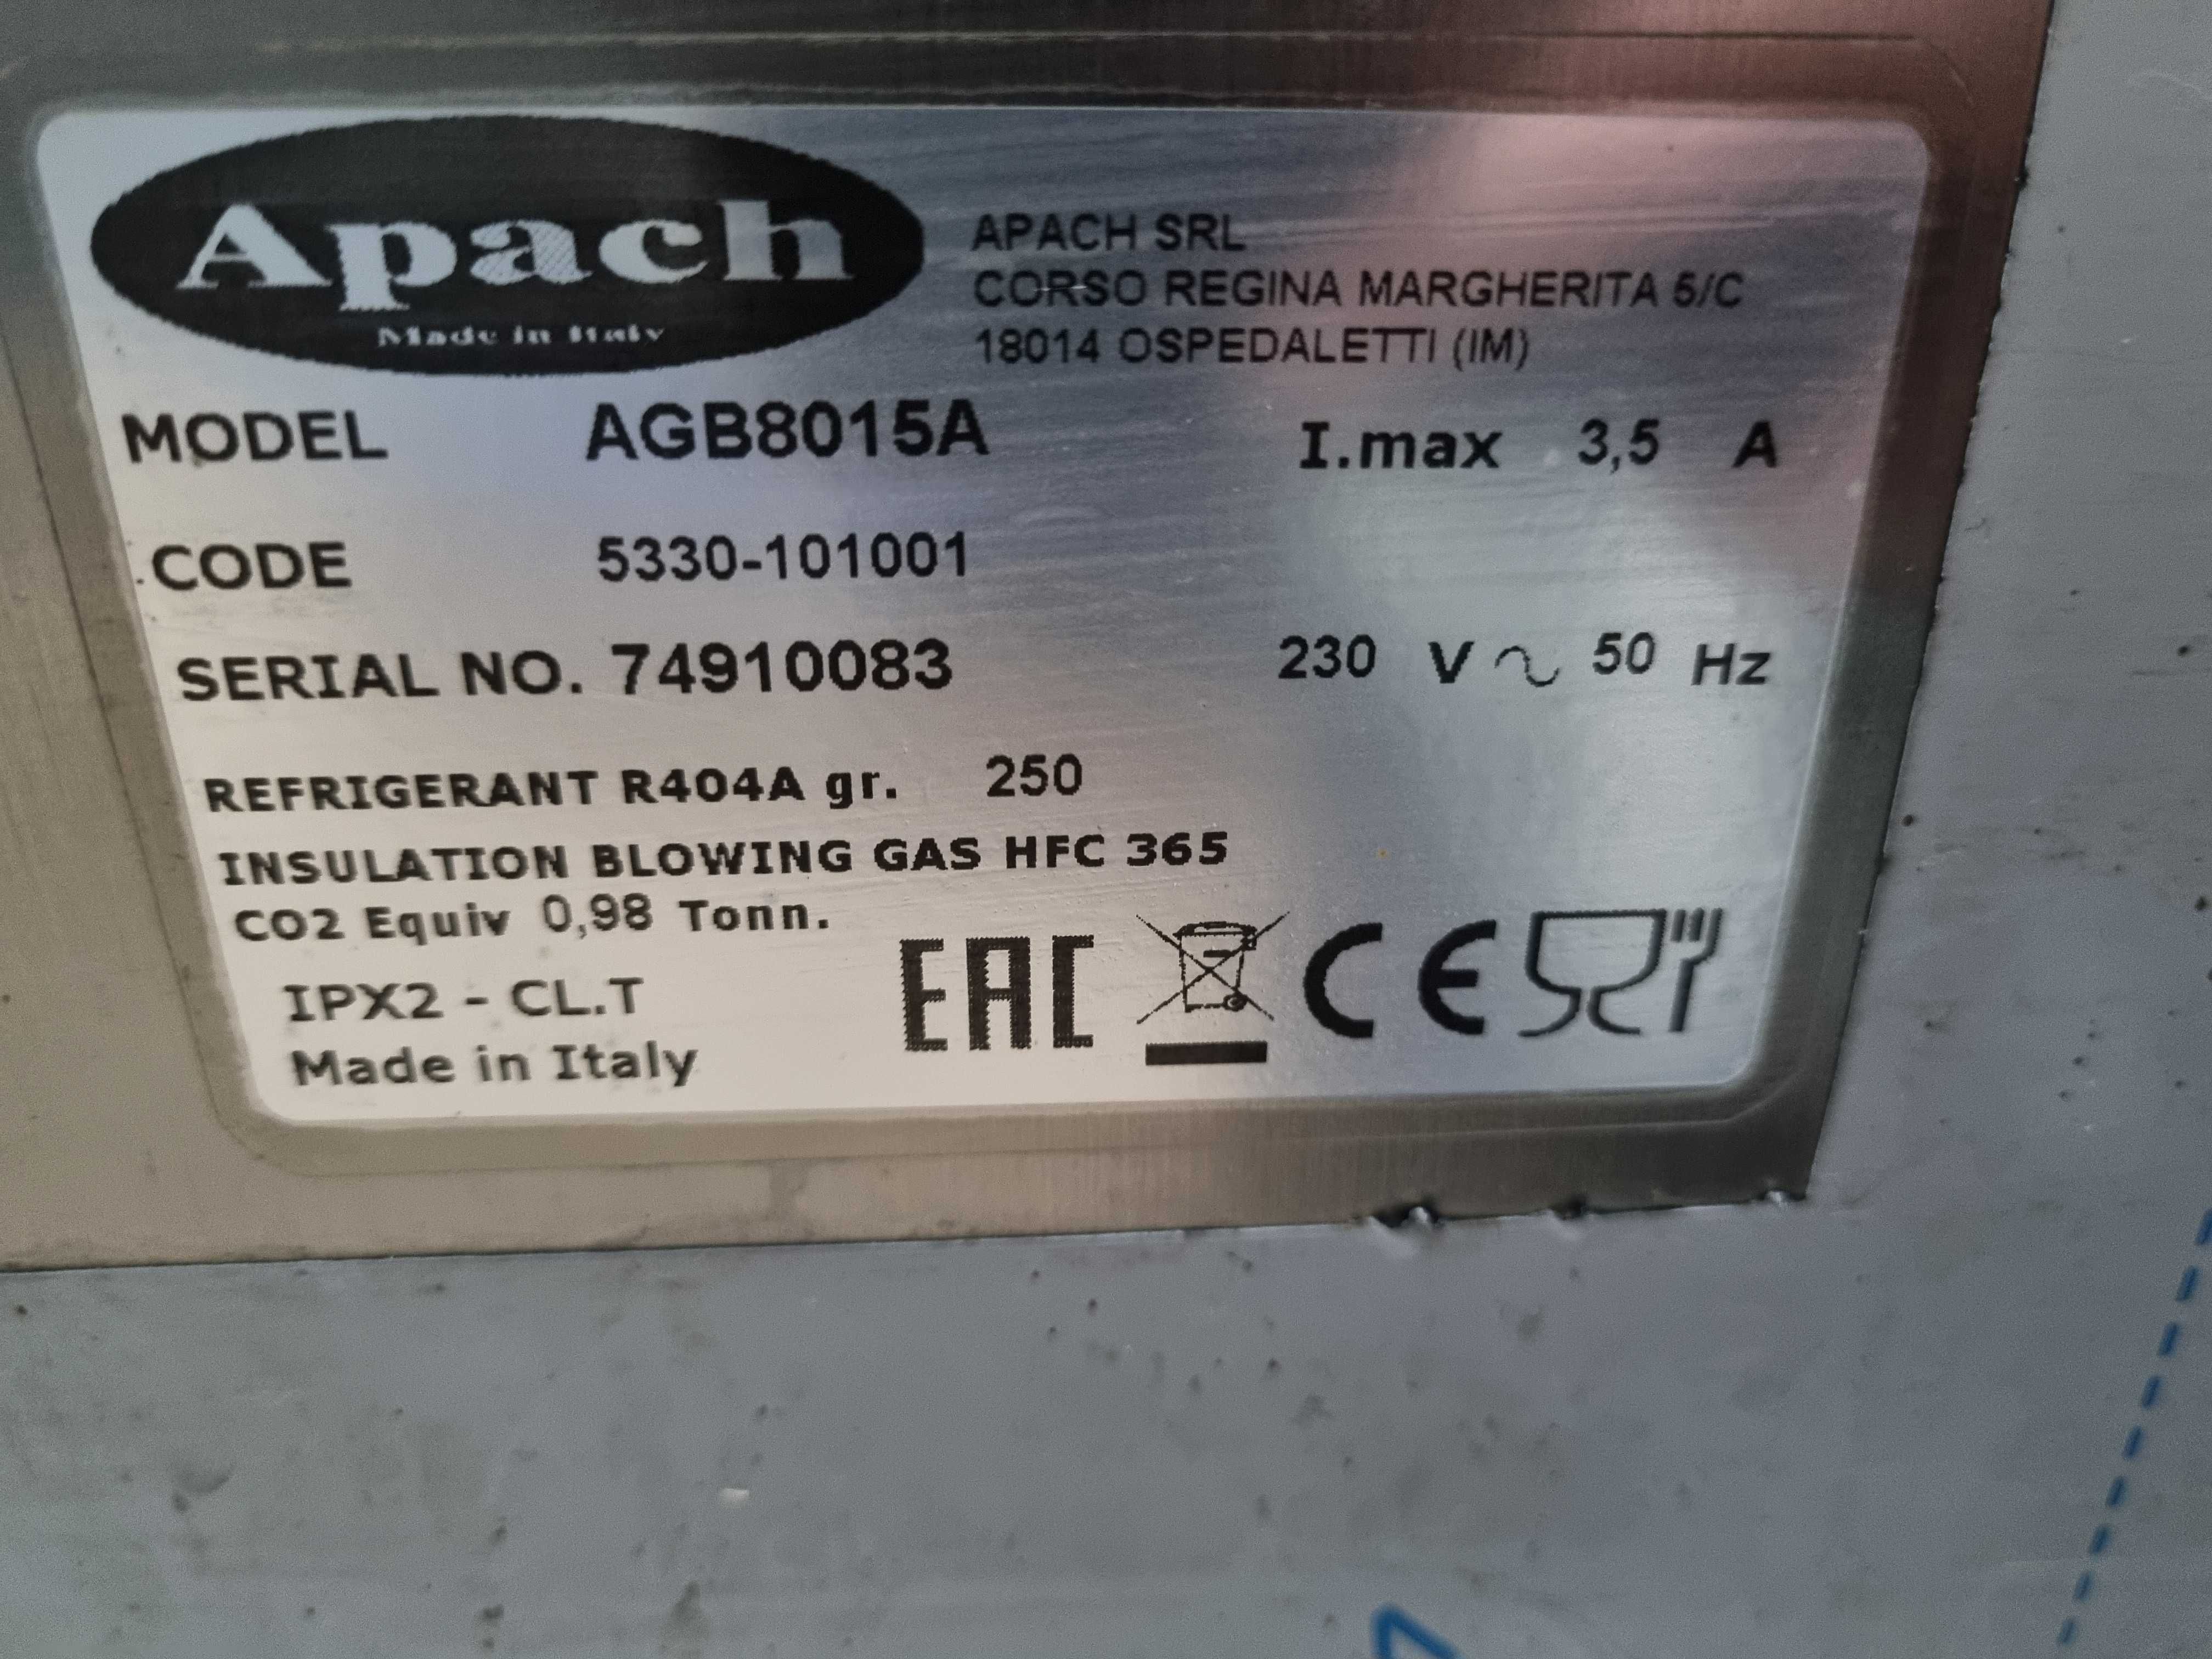 Apach
Made in Italy
APACH SRL
CORSO REGINA MARGHERITA 5/C
18014 OSPEDALETTI (IM)
MODEL AGB8015A I.max 3,5 A
CODE 5330-101001
SERIAL NO. 74910083 230 V ~ 50 Hz
REFRIGERANT R404A gr. 250
INSULATION BLOWING GAS HFC 365
CO2 Equiv 0,98 Tonn.
IPX2 - CL.T
Made in Italy
EAC CE